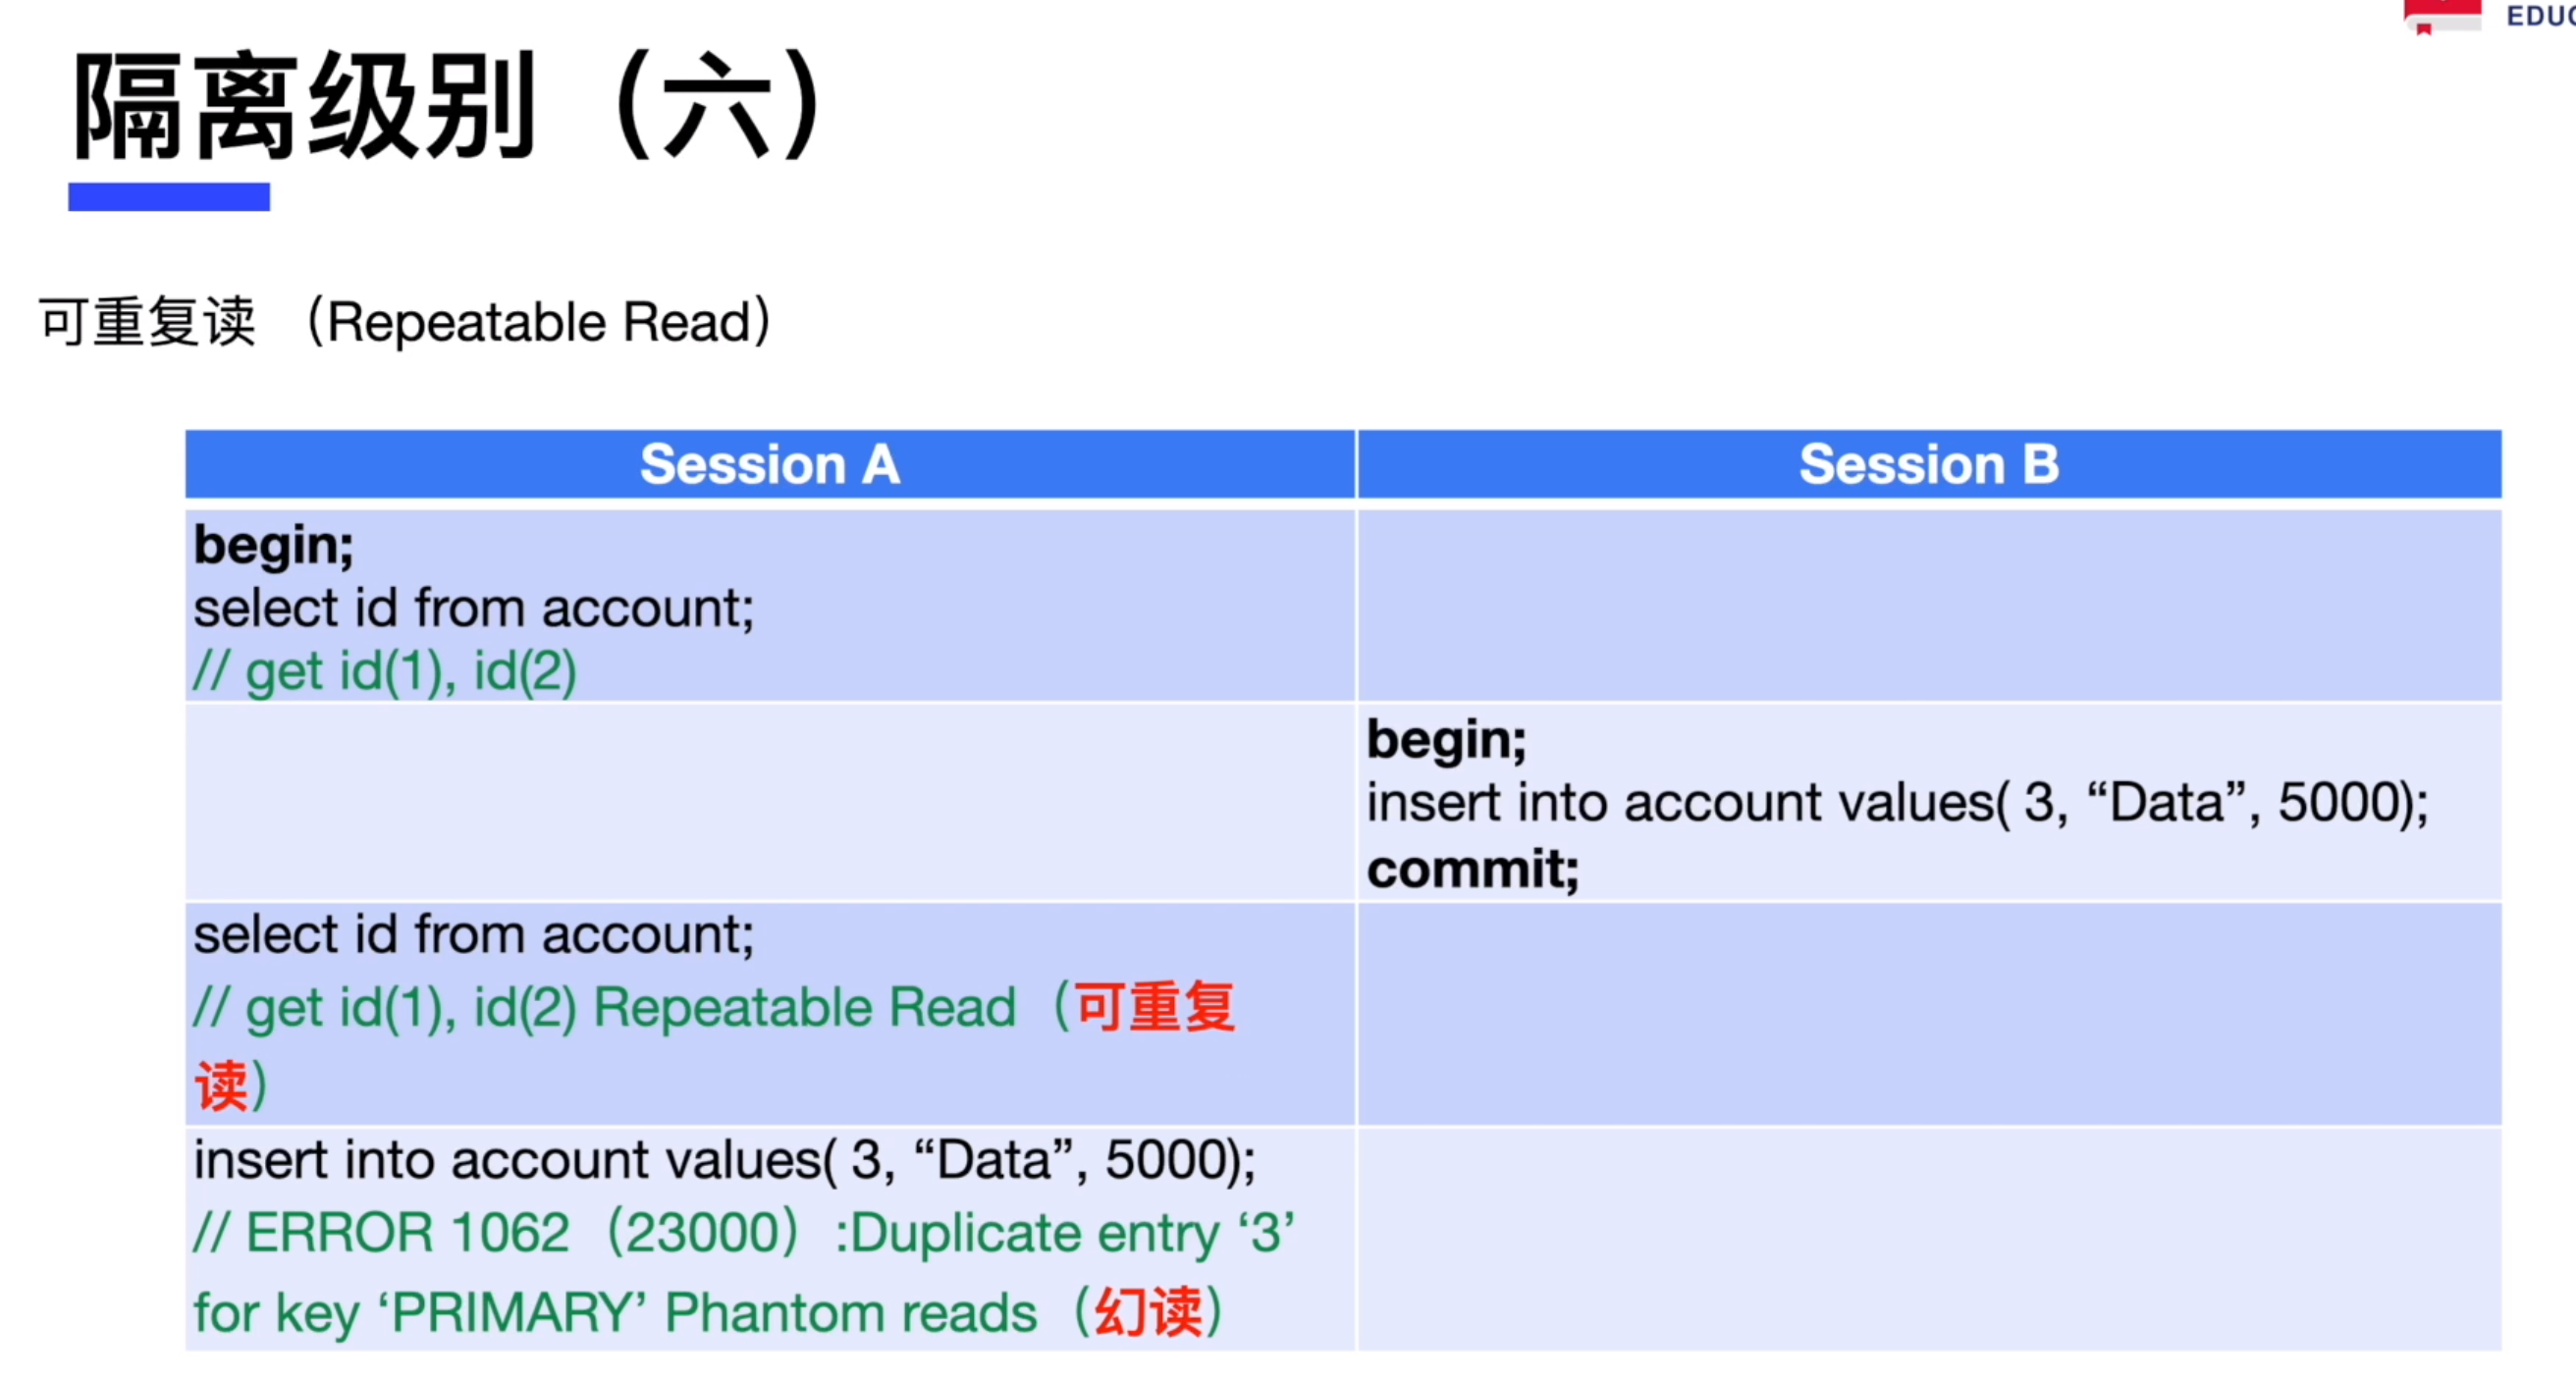 隔离级别（六）
可重复读 （Repeatable Read）
Session A
Session B
begin;
select id from account;
// get id(1), id(2)
begin;
insert into account values( 3, “Data”, 5000);
commit;
select id from account;
// get id(1), id(2) Repeatable Read（可重复
读）
insert into account values( 3, “Data”, 5000);
// ERROR 1062（23000）:Duplicate entry ‘3’
for key ‘PRIMARY’ Phantom reads（幻读）